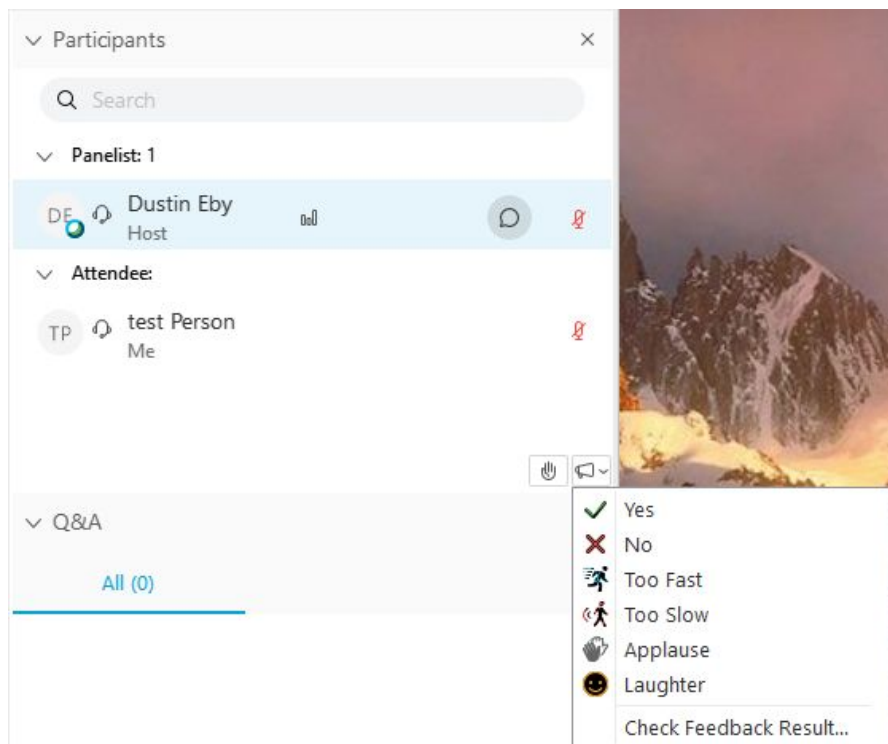 Participants
Search
Panelist: 1
DE
Dustin Eby
Host
Attendee:
TP
test Person
Me
Q&A
All (0)
Yes
No
Too Fast
Too Slow
Applause
Laughter
Check Feedback Result...